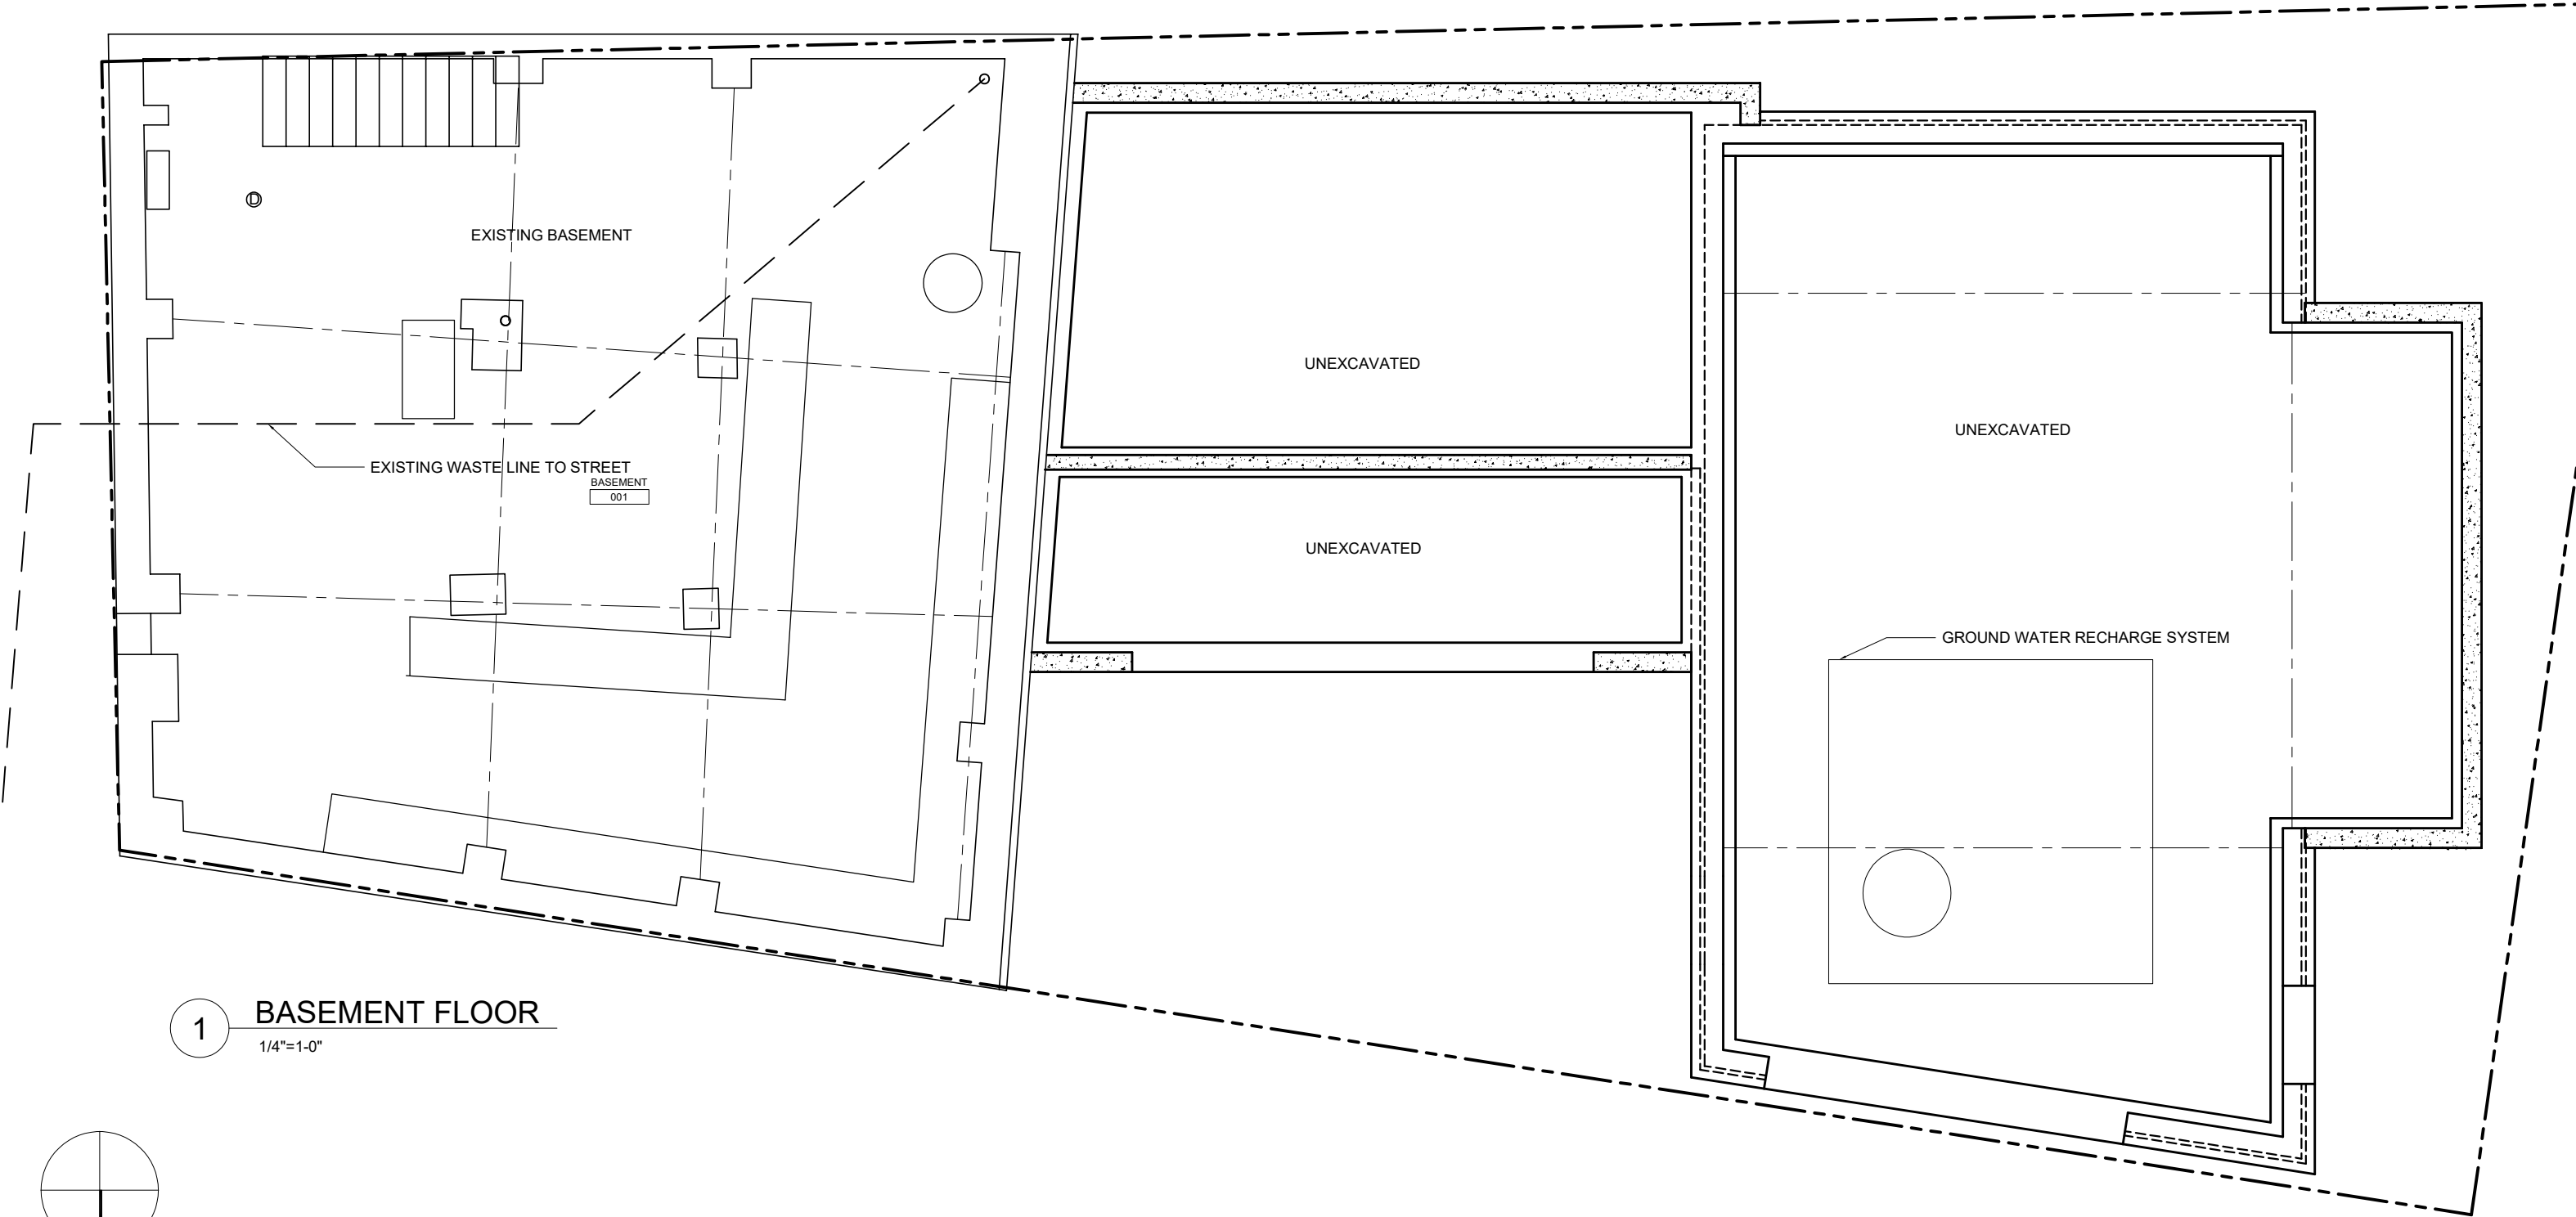 EXISTING BASEMENT
D
UNEXCAVATED
UNEXCAVATED
EXISTING WASTE LINE TO STREET
BASEMENT
001
UNEXCAVATED
GROUND WATER RECHARGE SYSTEM
1
BASEMENT FLOOR
1/4"=1-0"